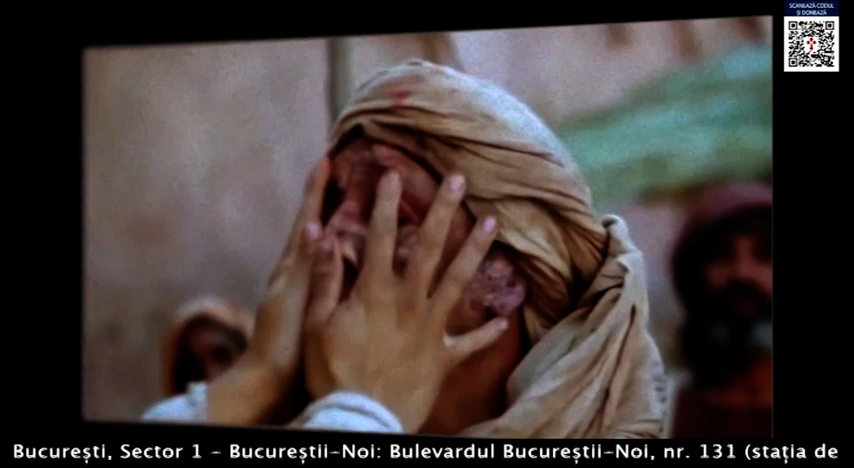 SCANEAZĂ CODUL
ȘI DONEAZĂ
București, Sector 1 - Bucureștii-Noi: Bulevardul Bucureștii-Noi, nr. 131 (stația de